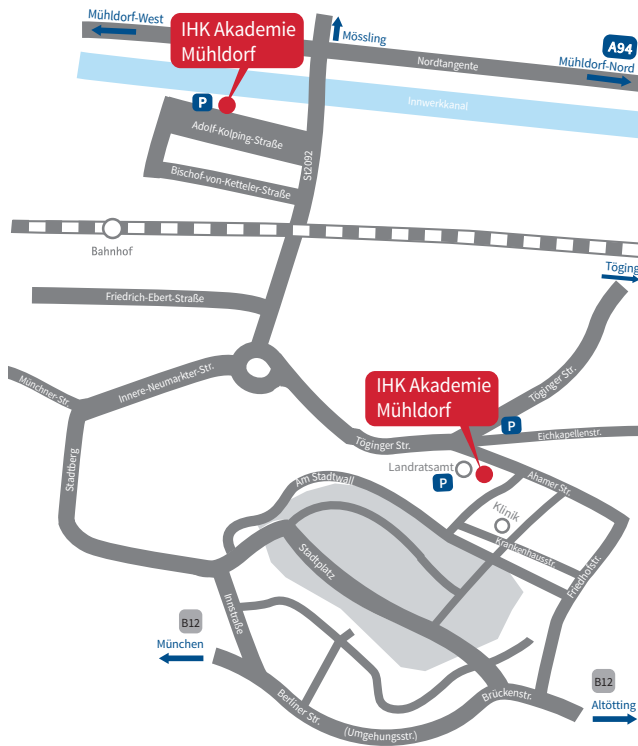 Mühldorf-West
IHK Akademie
Mühldorf
Mössling
A94
Nordtangente
Mühldorf-Nord
P
Innwerkkanal
Adolf-Kolping-Straße
St2092
Bischof-von-Ketteler-Straße
Bahnhof
Töging
Friedrich-Ebert-Straße
Innere-Neumarkter-Str.
Münchner-Str.
IHK Akademie
Mühldorf
Töginger Str.
P
Eichkapellenstr.
Töginger Str.
Stadtberg
Landratsamt
P
Am Stadtwall
Ahamer Str.
Klinik
Krankenhausstr.
Stadtplatz
Friedhofstr.
Innstraße
B12
München
B12
Altötting
Brückenstr.
Berliner Str.
(Umgehungsstr.)